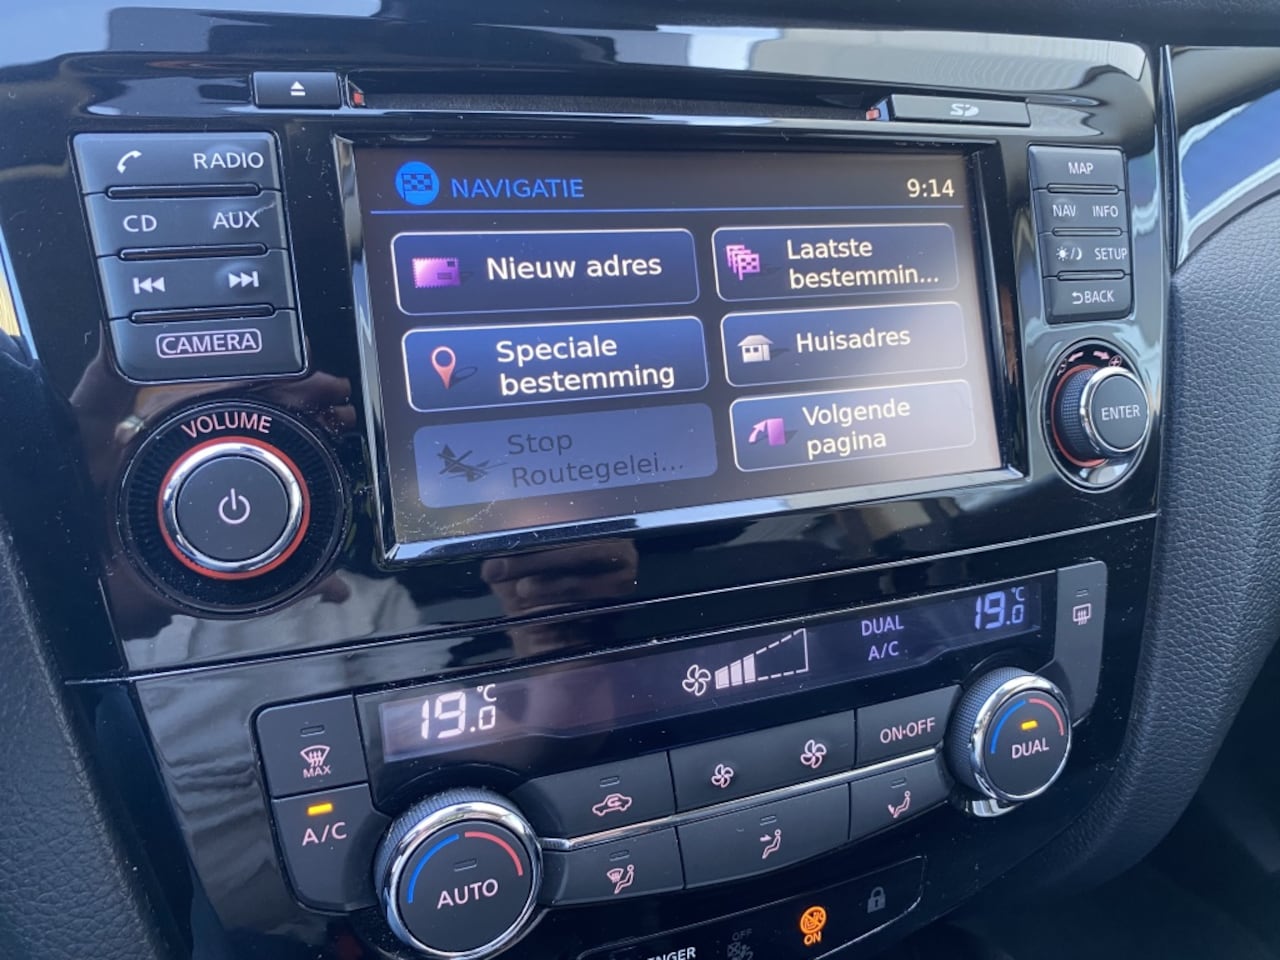 SD
RADIO
CD AUX
CAMERA
VOLUME
NAVIGATIE 9:14
Nieuw adres
Laatste
bestemmin...
Speciale
bestemming
Huisadres
Stop
Routegelei...
Volgende
pagina
MAP
NAV INFO
SETUP
BACK
ENTER
19.0 °C
DUAL
A/C
19.0 °C
MAX
A/C
AUTO
ON·OFF
DUAL
OFF
ON